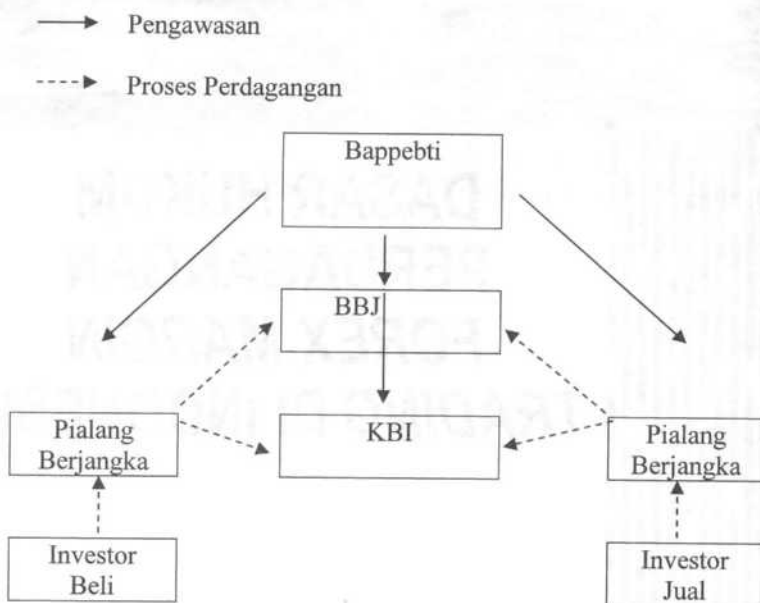 Pengawasan
Proses Perdagangan
Bappebti
BBJ
KBI
Pialang
Berjangka
Pialang
Berjangka
Investor
Beli
Investor
Jual